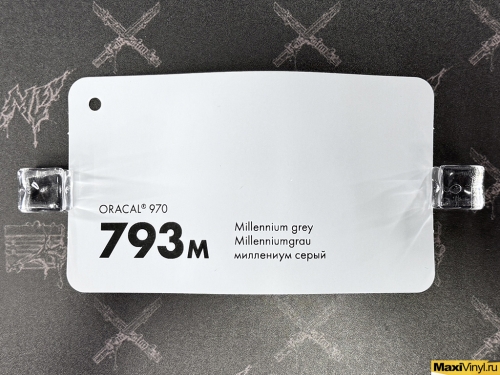 ORACAL® 970
793M
Millennium grey
Millenniumgrau
миллениум серый
MaxiVinyl.ru